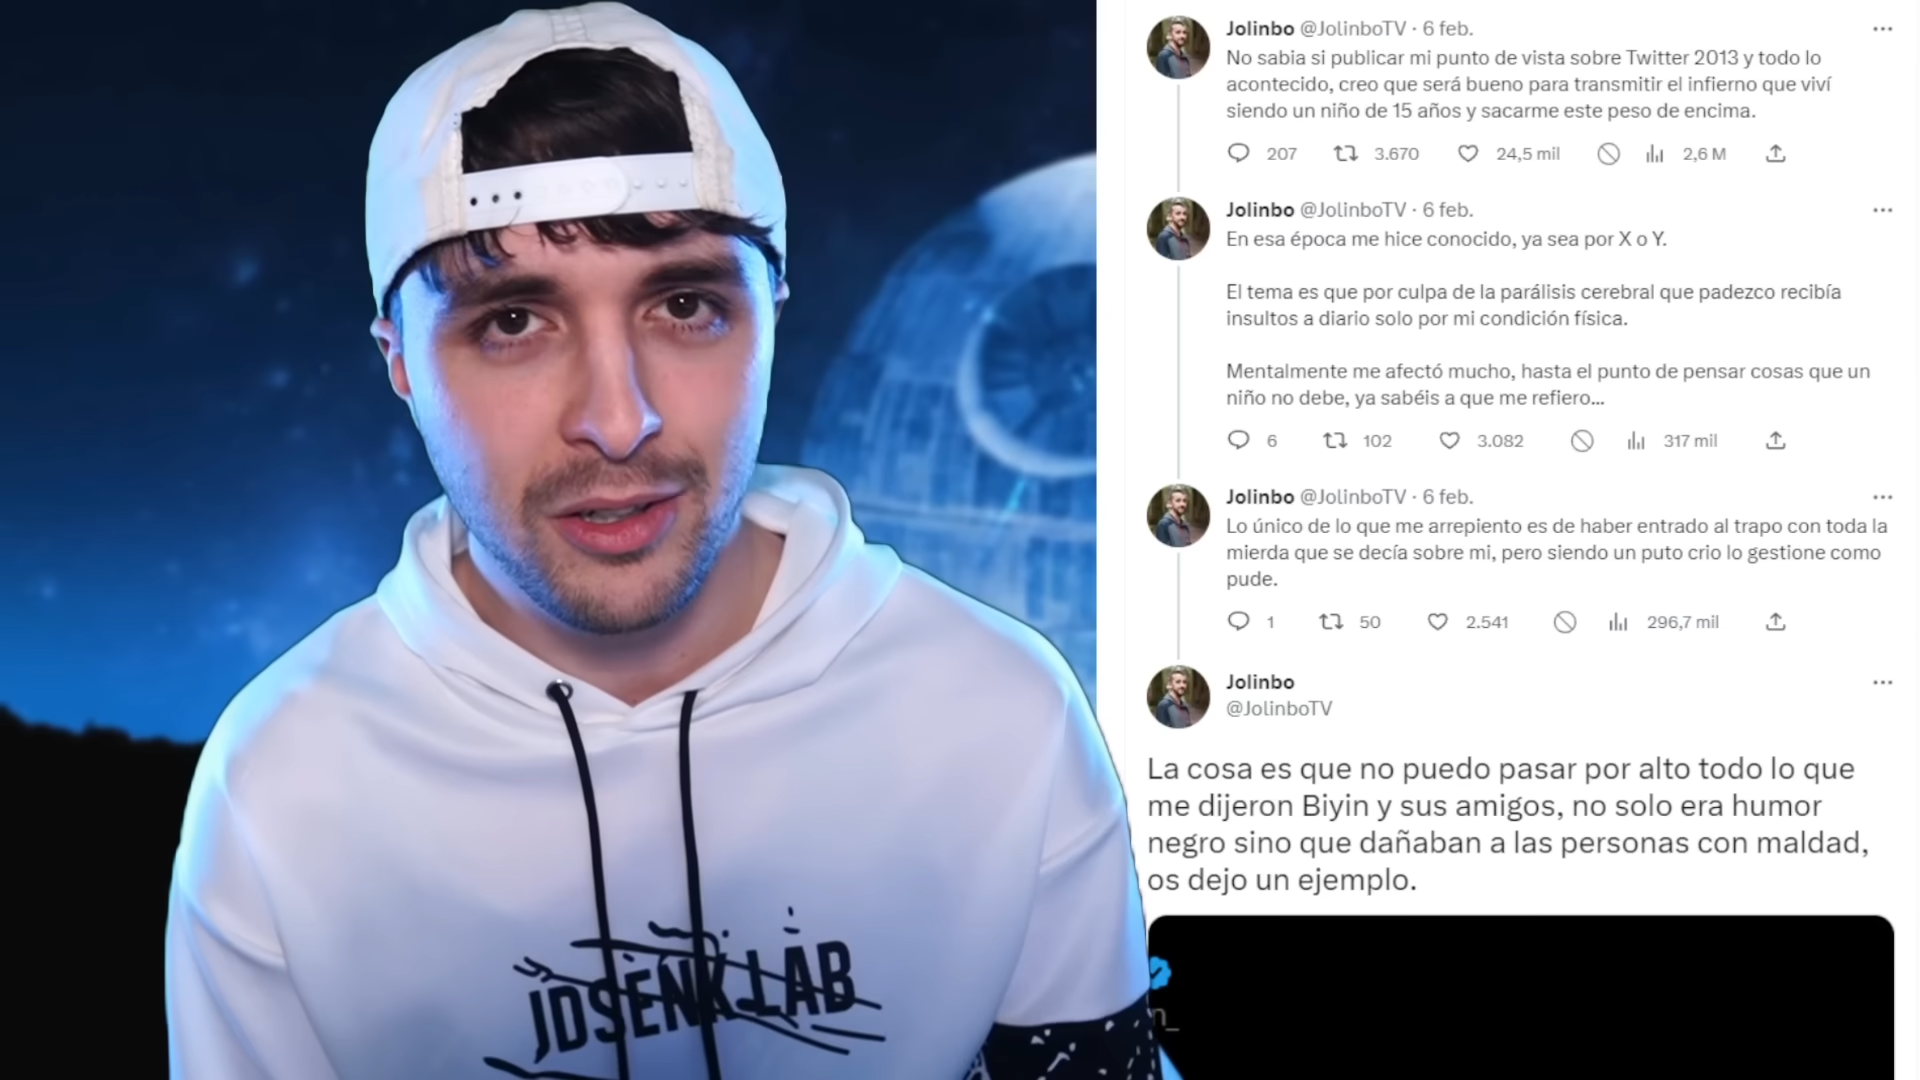 Jolinbo @JolinboTV · 6 feb.
No sabia si publicar mi punto de vista sobre Twitter 2013 y todo lo
acontecido, creo que será bueno para transmitir el infierno que viví
siendo un niño de 15 años y sacarme este peso de encima.
207 3.670 24,5 mil 2,6 M
Jolinbo @JolinboTV · 6 feb.
En esa época me hice conocido, ya sea por X o Y.
El tema es que por culpa de la parálisis cerebral que padezco recibía
insultos a diario solo por mi condición física.
Mentalmente me afectó mucho, hasta el punto de pensar cosas que un
niño no debe, ya sabéis a que me refiero...
6 102 3.082 317 mil
Jolinbo @JolinboTV · 6 feb.
Lo único de lo que me arrepiento es de haber entrado al trapo con toda la
mierda que se decía sobre mi, pero siendo un puto crio lo gestione como
pude.
1 50 2.541 296,7 mil
Jolinbo
@JolinboTV
La cosa es que no puedo pasar por alto todo lo que
me dijeron Biyin y sus amigos, no solo era humor
negro sino que dañaban a las personas con maldad,
os dejo un ejemplo.
n_
JDSENKLAB